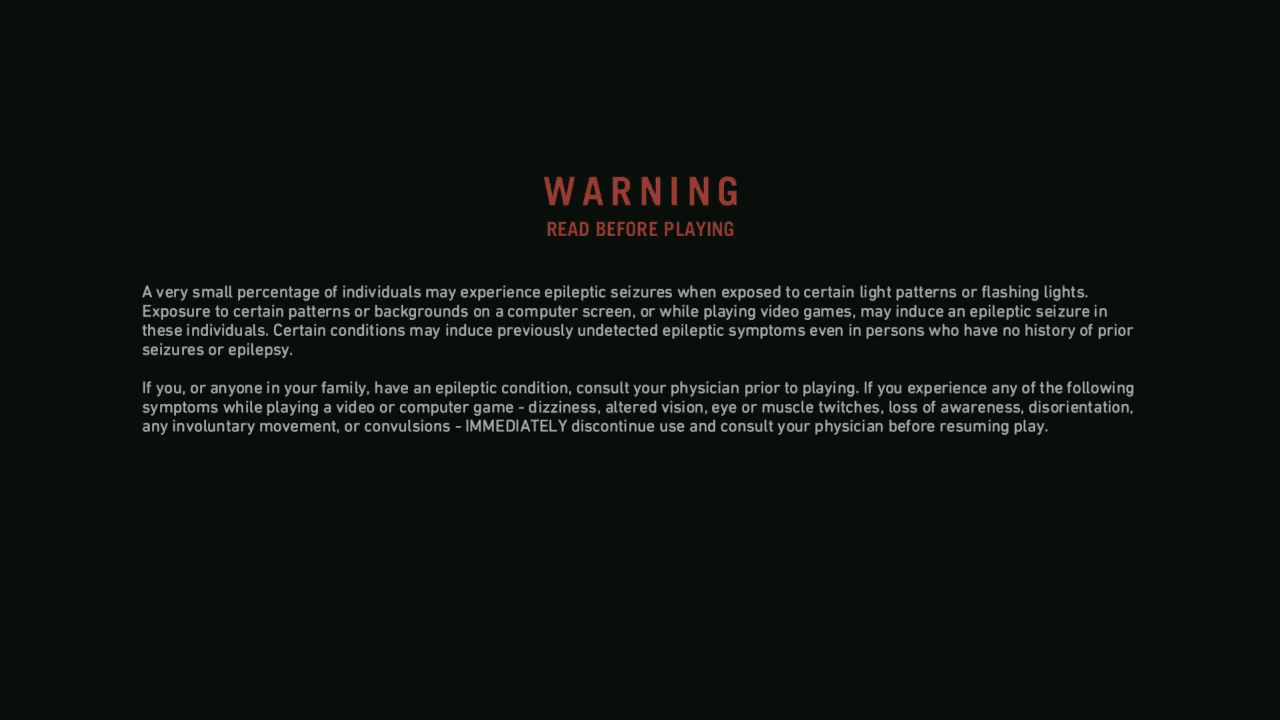 WARNING
READ BEFORE PLAYING
A very small percentage of individuals may experience epileptic seizures when exposed to certain light patterns or flashing lights.
Exposure to certain patterns or backgrounds on a computer screen, or while playing video games, may induce an epileptic seizure in
these individuals. Certain conditions may induce previously undetected epileptic symptoms even in persons who have no history of prior
seizures or epilepsy.
If you, or anyone in your family, have an epileptic condition, consult your physician prior to playing. If you experience any of the following
symptoms while playing a video or computer game - dizziness, altered vision, eye or muscle twitches, loss of awareness, disorientation,
any involuntary movement, or convulsions - IMMEDIATELY discontinue use and consult your physician before resuming play.